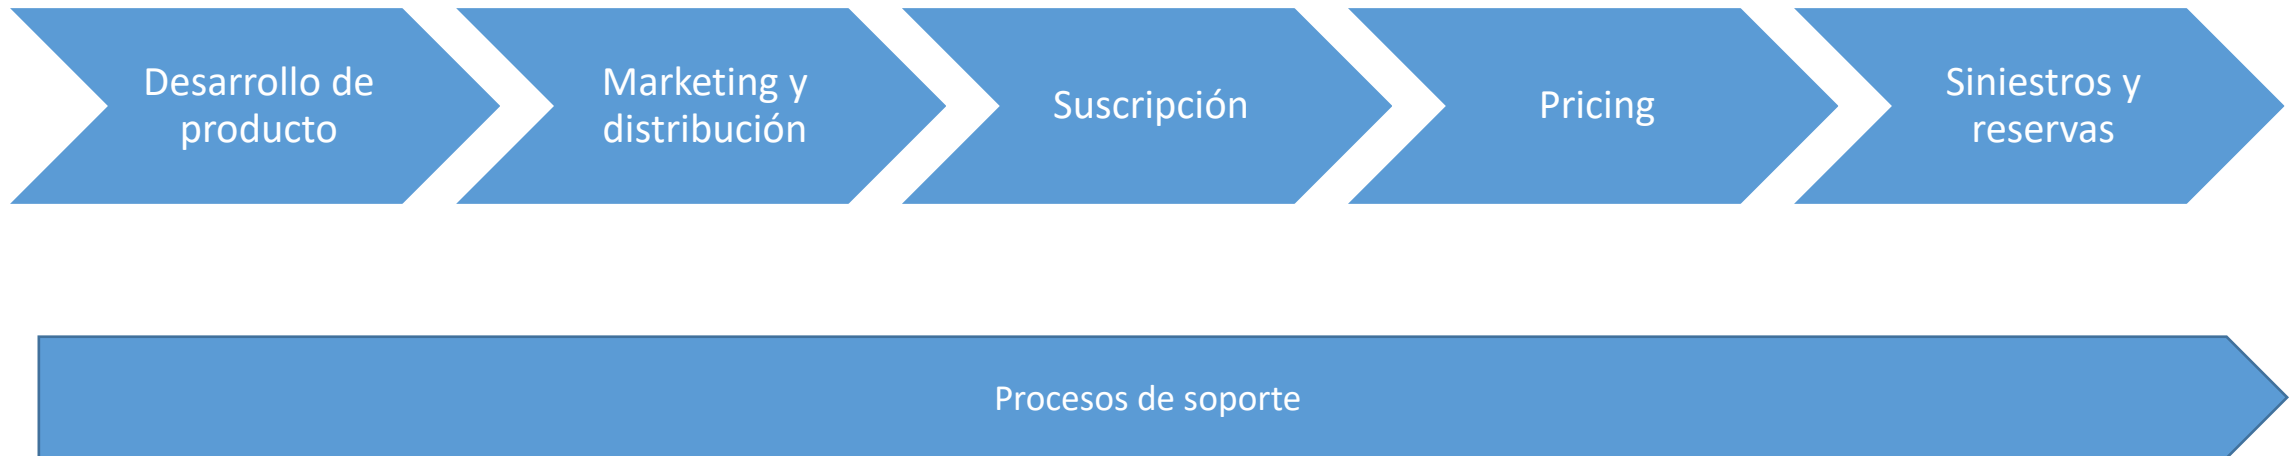 Desarrollo de
producto
Marketing y
distribución
Suscripción
Pricing
Siniestros y
reservas
Procesos de soporte